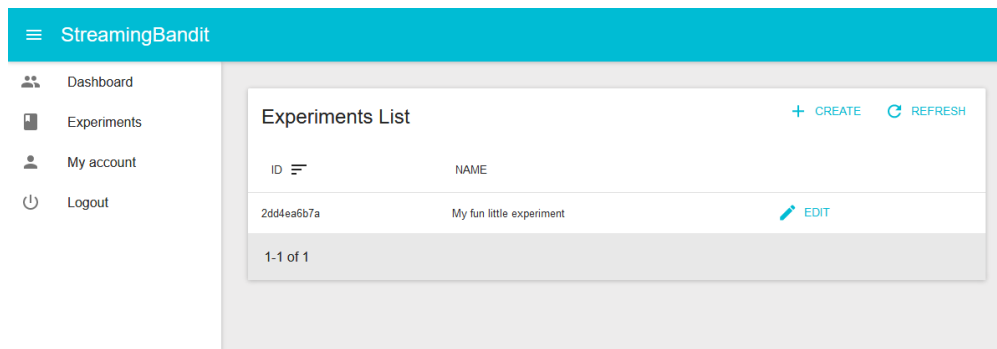 StreamingBandit
Dashboard
Experiments
My account
Logout
Experiments List
CREATE
REFRESH
ID
NAME
2dd4ea6b7a
My fun little experiment
EDIT
1-1 of 1